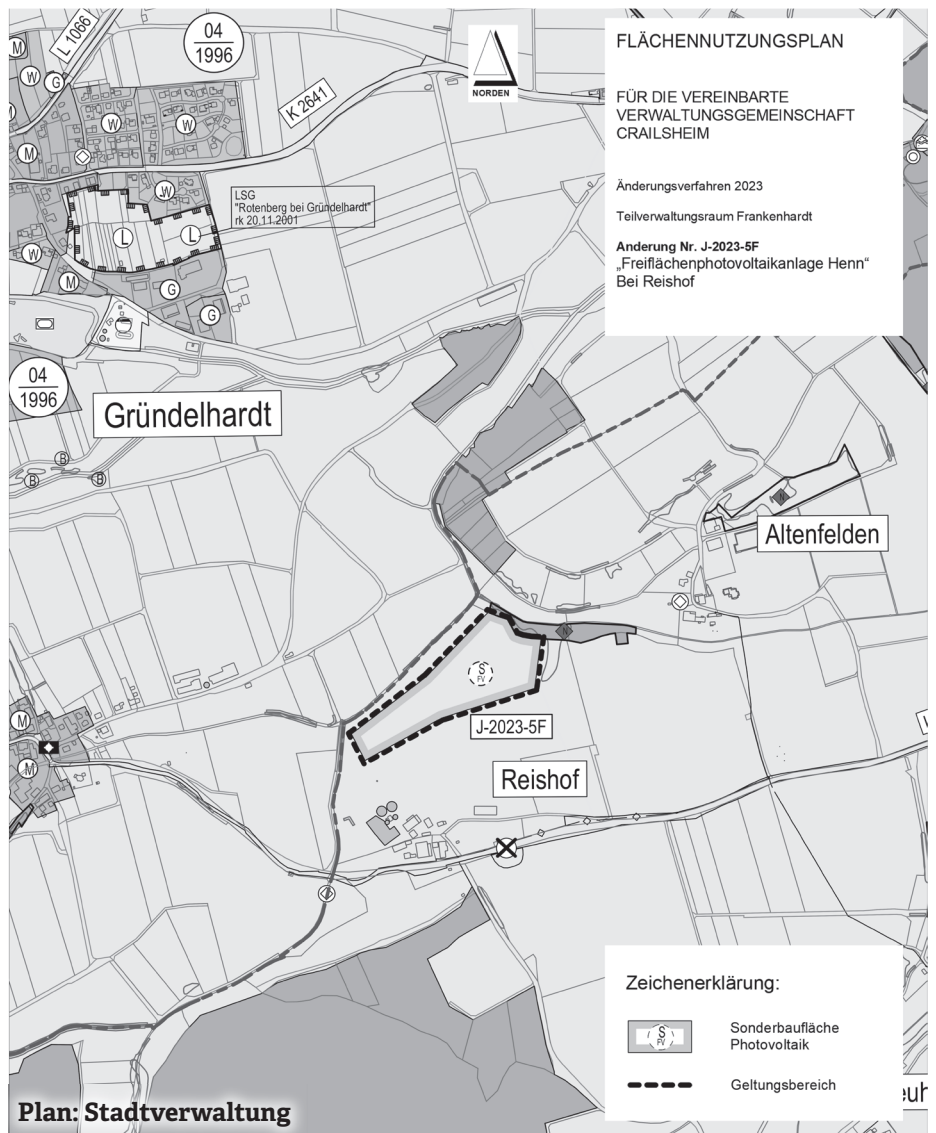 L 1066
04
1996
K 2641
NORDEN
FLÄCHENNUTZUNGSPLAN
FÜR DIE VEREINBARTE
VERWALTUNGSGEMEINSCHAFT
CRAILSHEIM
Änderungsverfahren 2023
Teilverwaltungsraum Frankenhardt
Anderung Nr. J-2023-5F
„Freiflächenphotovoltaikanlage Henn“
Bei Reishof
M
W
G
W
W
M
W
LSG
"Rotenberg bei Gründelhardt"
rk 20.11.2001
L
L
W
M
G
G
04
1996
Gründelhardt
B
B
B
N
Altenfelden
N
S
FV
J-2023-5F
M
M
Reishof
Zeichenerklärung:
S
FV
Sonderbaufläche
Photovoltaik
Geltungsbereich
Plan: Stadtverwaltung